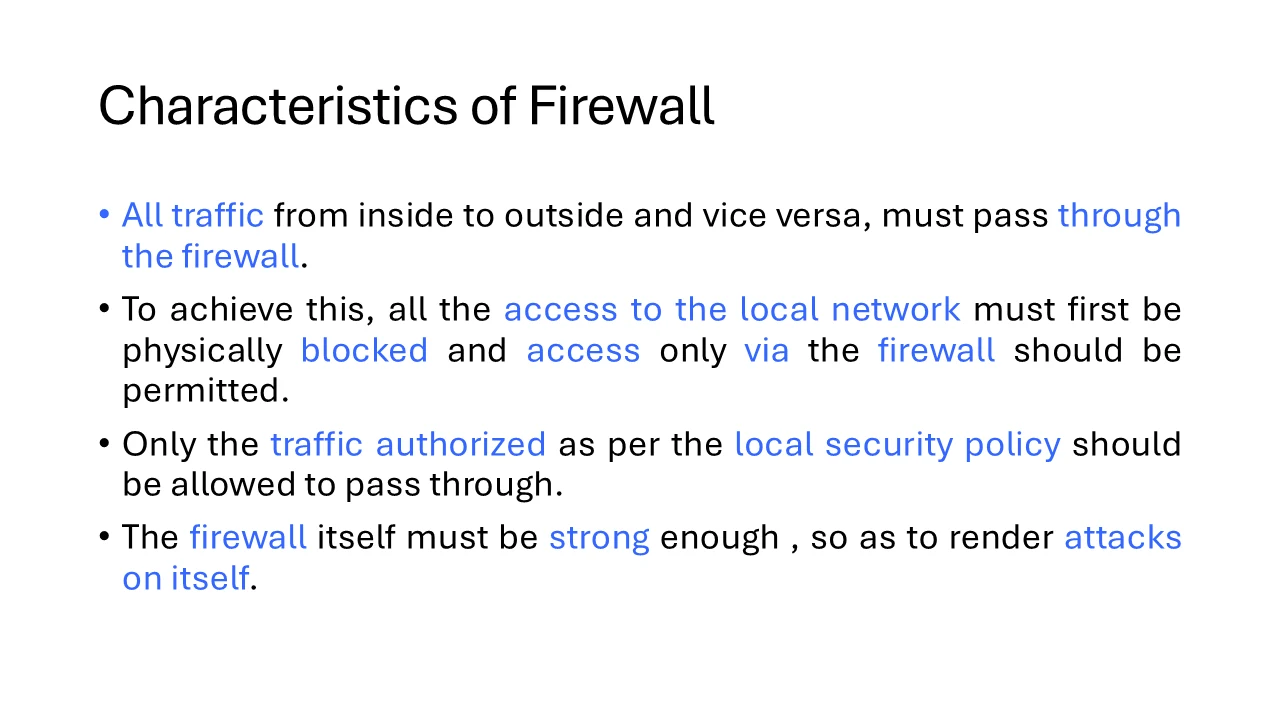 Characteristics of Firewall
• All traffic from inside to outside and vice versa, must pass through
the firewall.
• To achieve this, all the access to the local network must first be
physically blocked and access only via the firewall should be
permitted.
• Only the traffic authorized as per the local security policy should
be allowed to pass through.
• The firewall itself must be strong enough , so as to render attacks
on itself.